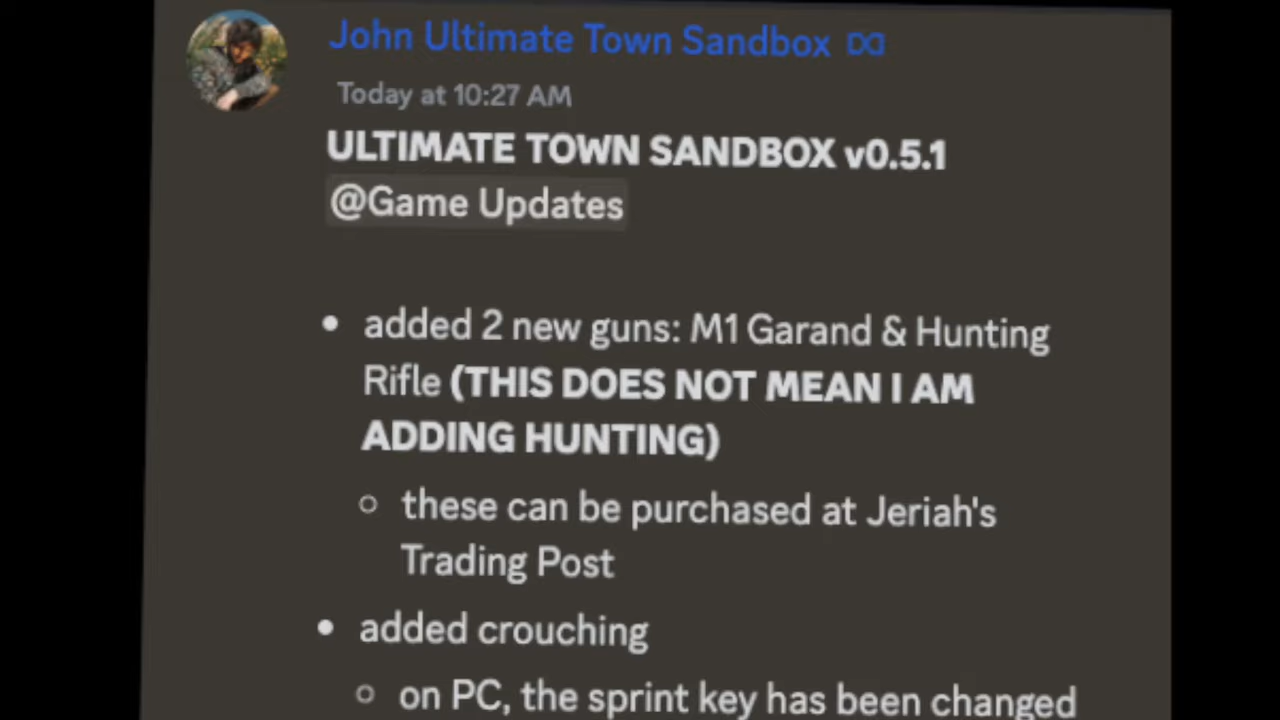 John Ultimate Town Sandbox
Today at 10:27 AM
ULTIMATE TOWN SANDBOX v0.5.1
@Game Updates
• added 2 new guns: M1 Garand & Hunting
Rifle (THIS DOES NOT MEAN I AM
ADDING HUNTING)
○ these can be purchased at Jeriah's
Trading Post
• added crouching
○ on PC, the sprint key has been changed